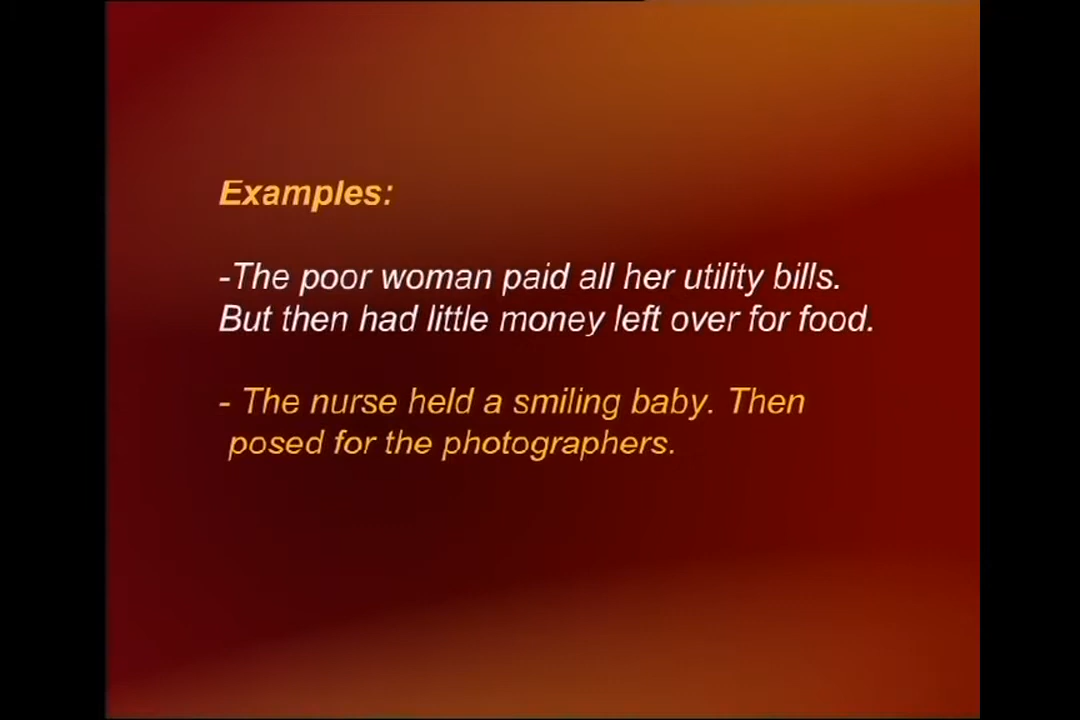 Examples:
-The poor woman paid all her utility bills.
But then had little money left over for food.
- The nurse held a smiling baby. Then
posed for the photographers.